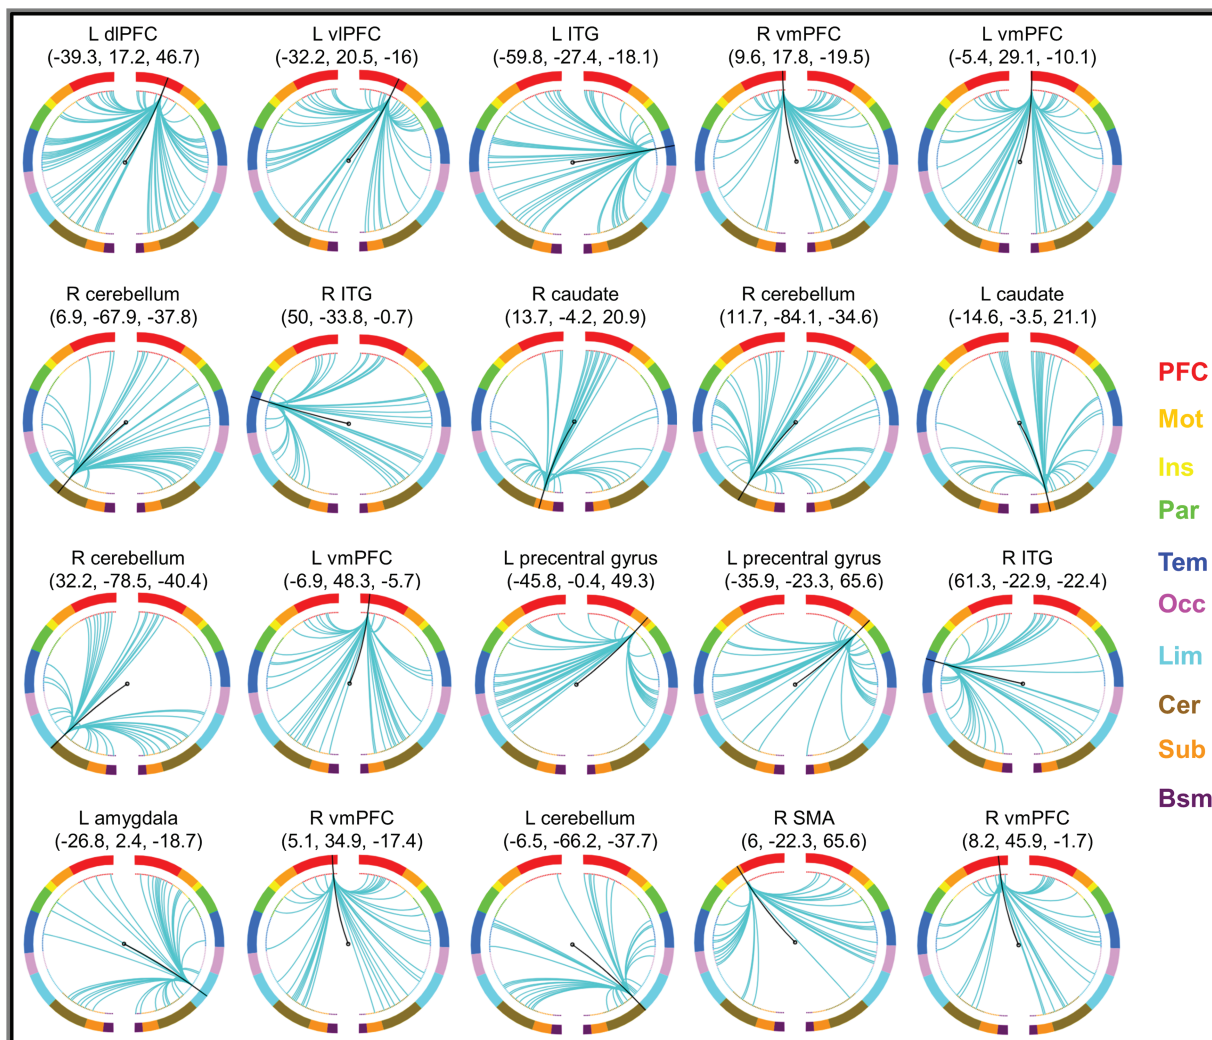 L dlPFC
(-39.3, 17.2, 46.7)
L vlPFC
(-32.2, 20.5, -16)
L ITG
(-59.8, -27.4, -18.1)
R vmPFC
(9.6, 17.8, -19.5)
L vmPFC
(-5.4, 29.1, -10.1)
R cerebellum
(6.9, -67.9, -37.8)
R ITG
(50, -33.8, -0.7)
R caudate
(13.7, -4.2, 20.9)
R cerebellum
(11.7, -84.1, -34.6)
L caudate
(-14.6, -3.5, 21.1)
R cerebellum
(32.2, -78.5, -40.4)
L vmPFC
(-6.9, 48.3, -5.7)
L precentral gyrus
(-45.8, -0.4, 49.3)
L precentral gyrus
(-35.9, -23.3, 65.6)
R ITG
(61.3, -22.9, -22.4)
L amygdala
(-26.8, 2.4, -18.7)
R vmPFC
(5.1, 34.9, -17.4)
L cerebellum
(-6.5, -66.2, -37.7)
R SMA
(6, -22.3, 65.6)
R vmPFC
(8.2, 45.9, -1.7)
PFC
Mot
Ins
Par
Tem
Occ
Lim
Cer
Sub
Bsm